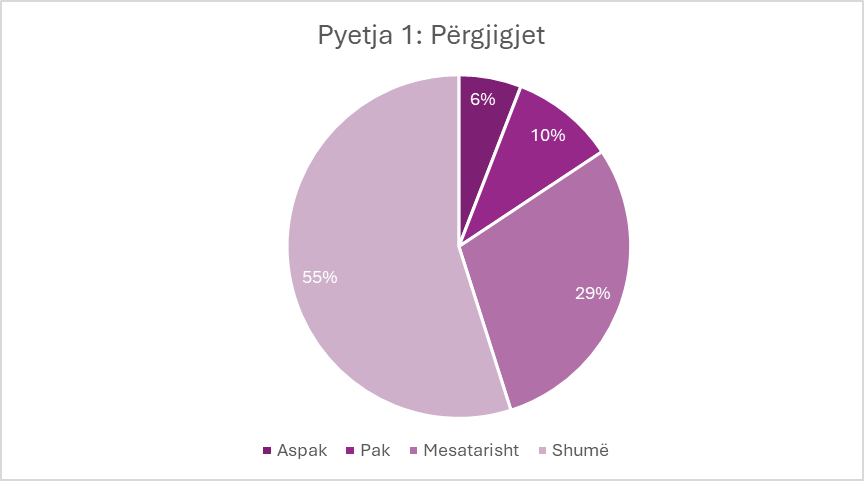 Pyetja 1: Përgjigjet
6%
10%
29%
55%
Aspak Pak Mesatarisht Shumë